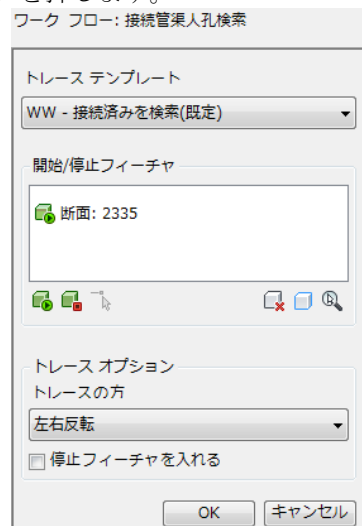 ワーク フロー: 接続管渠人孔検索
トレース テンプレート
WW - 接続済みを検索(既定)
開始/停止フィーチャ
断面: 2335
トレース オプション
トレースの方
左右反転
停止フィーチャを入れる
OK キャンセル